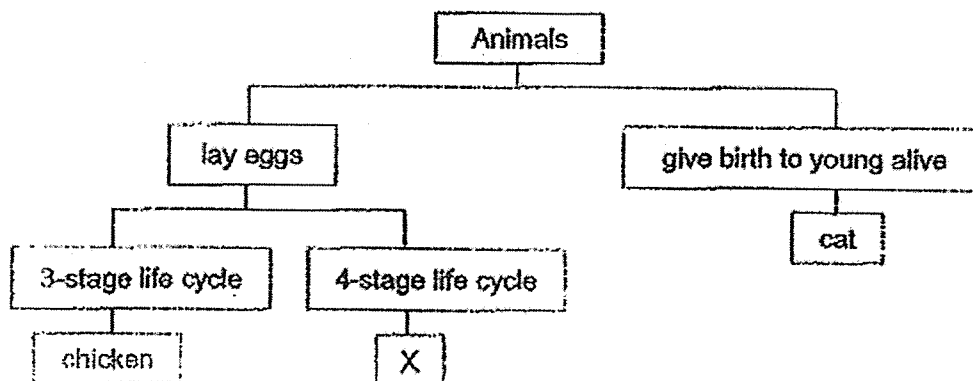 Animals
lay eggs
give birth to young alive
cat
3-stage life cycle
4-stage life cycle
chicken
X